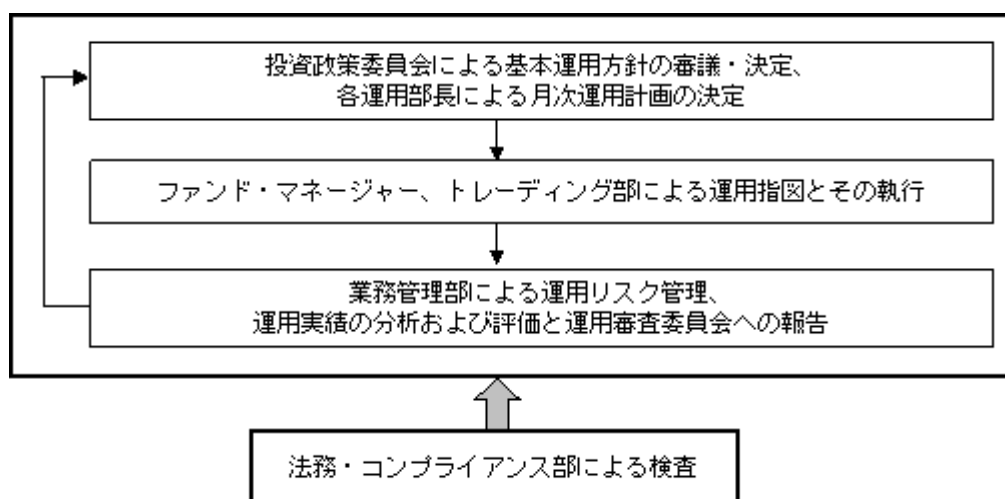 投資政策委員会による基本運用方針の審議・決定、
各運用部長による月次運用計画の決定
ファンド・マネージャー、トレーディング部による運用指図とその執行
業務管理部による運用リスク管理、
運用実績の分析および評価と運用審査委員会への報告
法務・コンプライアンス部による検査